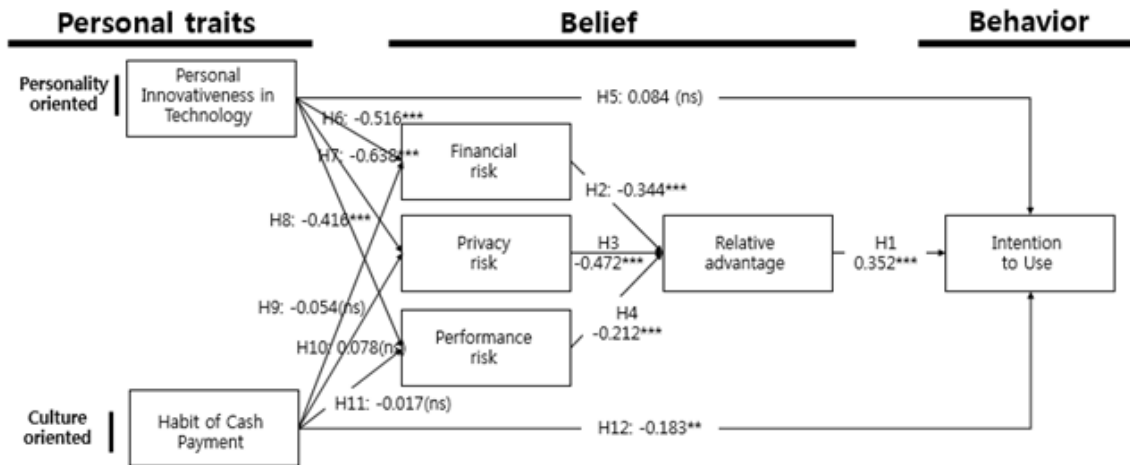 Personal traits
Belief
Behavior
Personality
oriented
Personal
Innovativeness in
Technology
H5: 0.084 (ns)
H6: -0.516***
H7: -0.638***
Financial
risk
H2: -0.344***
H8: -0.416***
Privacy
risk
H3
-0.472***
Relative
advantage
H1
0.352***
Intention
to Use
H9: -0.054(ns)
H4
-0.212***
H10: 0.078(ns)
Performance
risk
H11: -0.017(ns)
Culture
oriented
Habit of Cash
Payment
H12: -0.183**